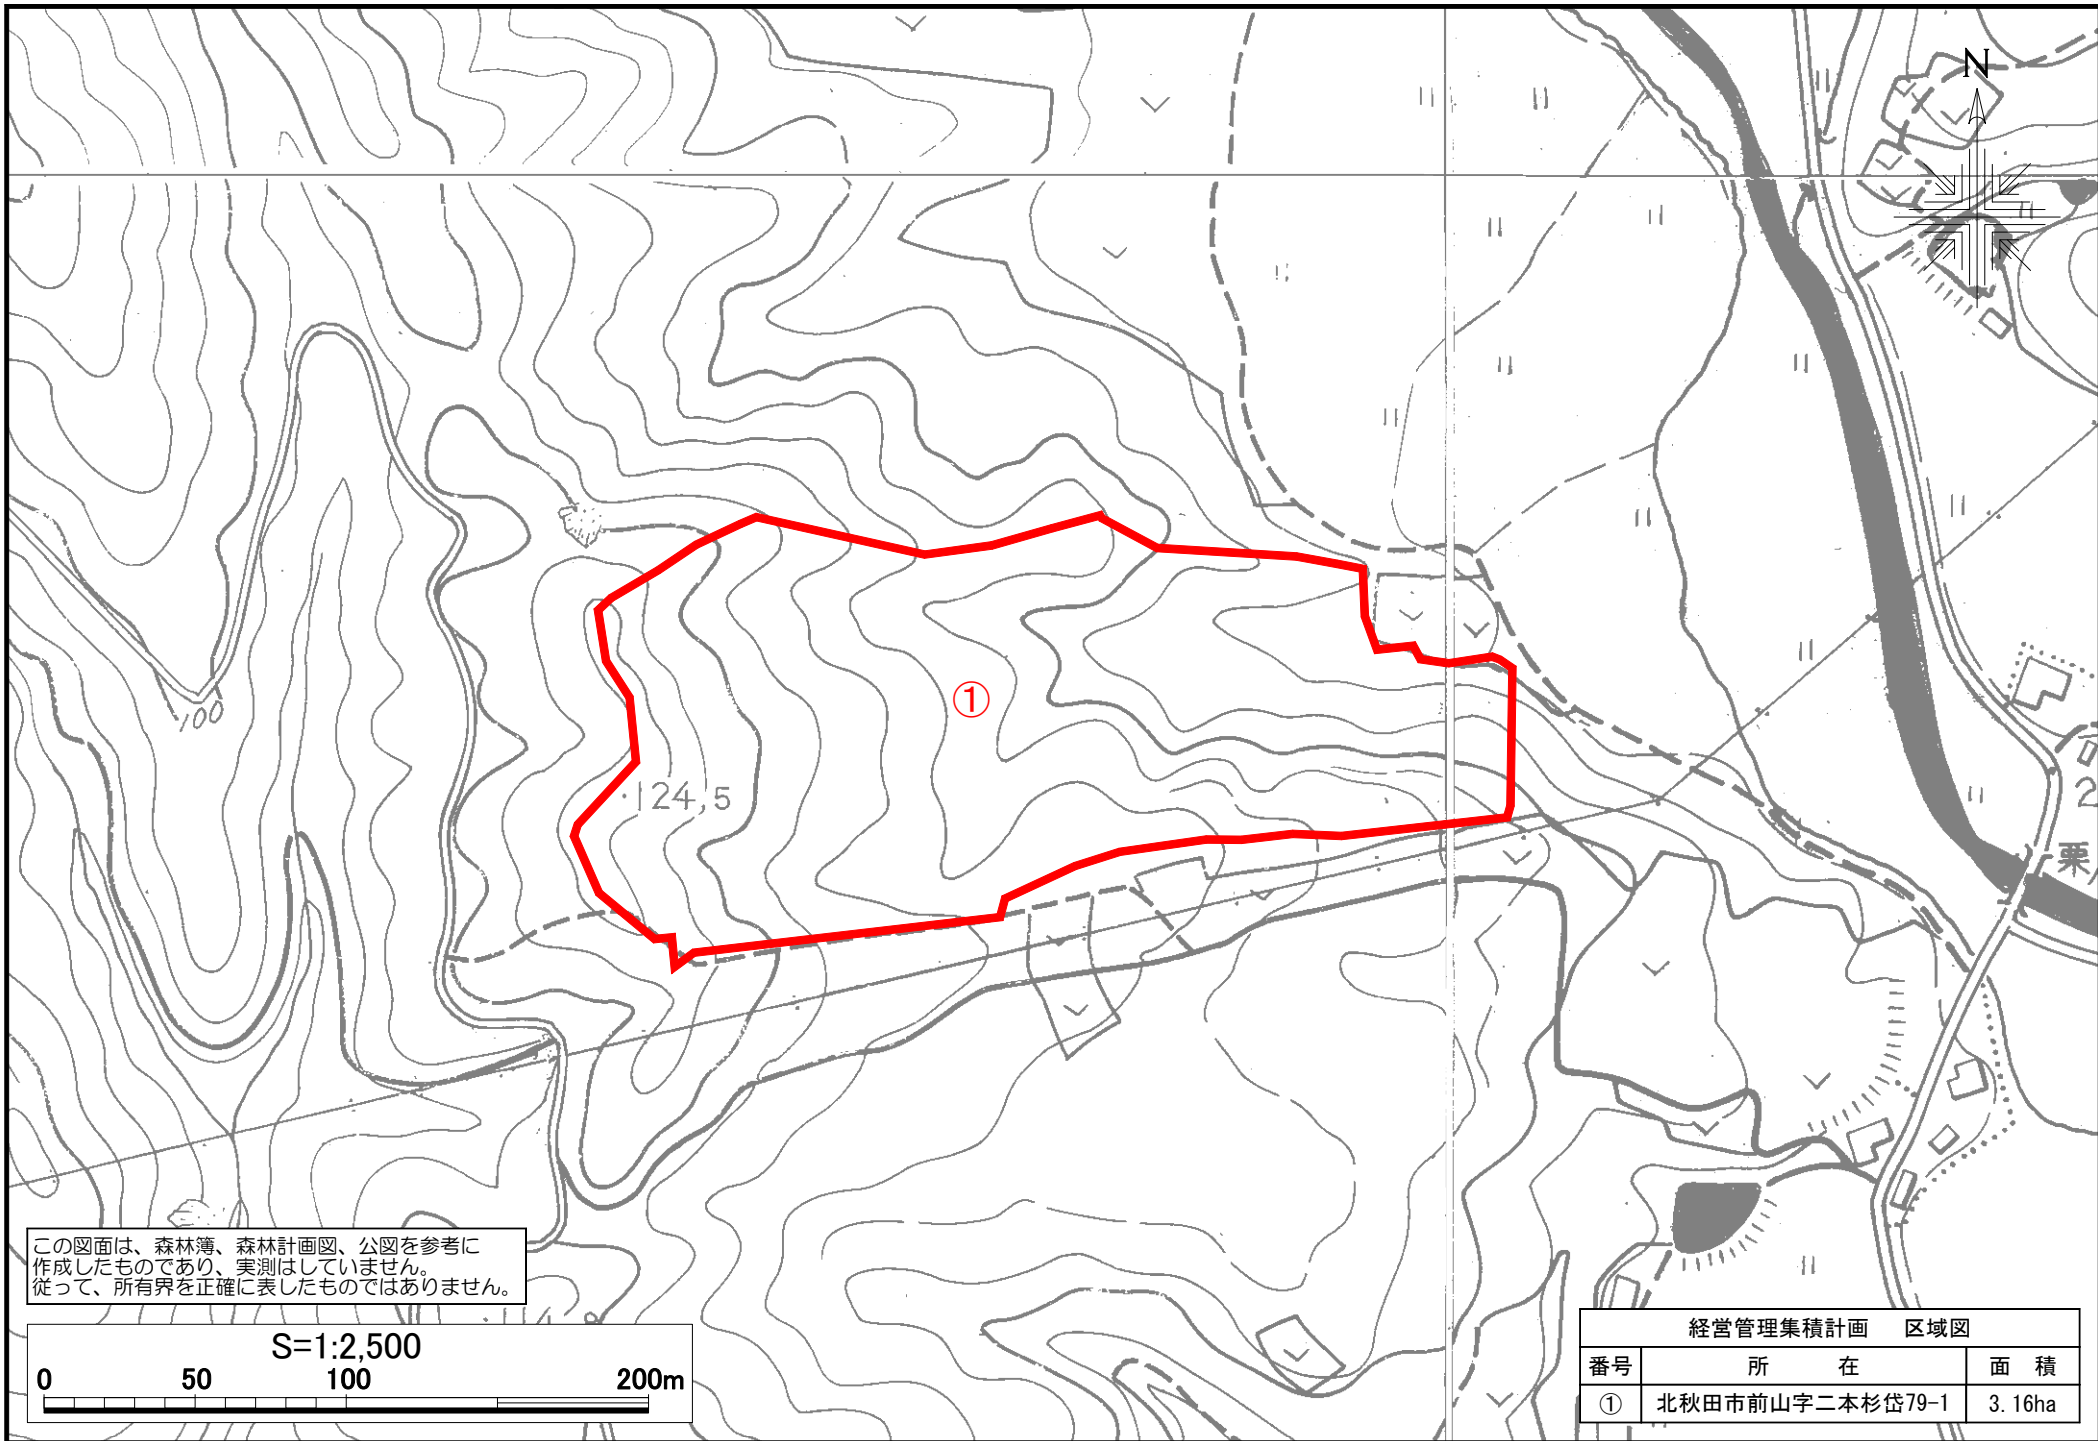 N
100
①
124,5
2
栗
この図面は、森林簿、森林計画図、公図を参考に
作成したものであり、実測はしていません。
従って、所有界を正確に表したものではありません。
S=1:2,500
0 50 100 200m
経営管理集積計画 区域図
番号 所在 面積
① 北秋田市前山字二本杉岱79-1 3.16ha